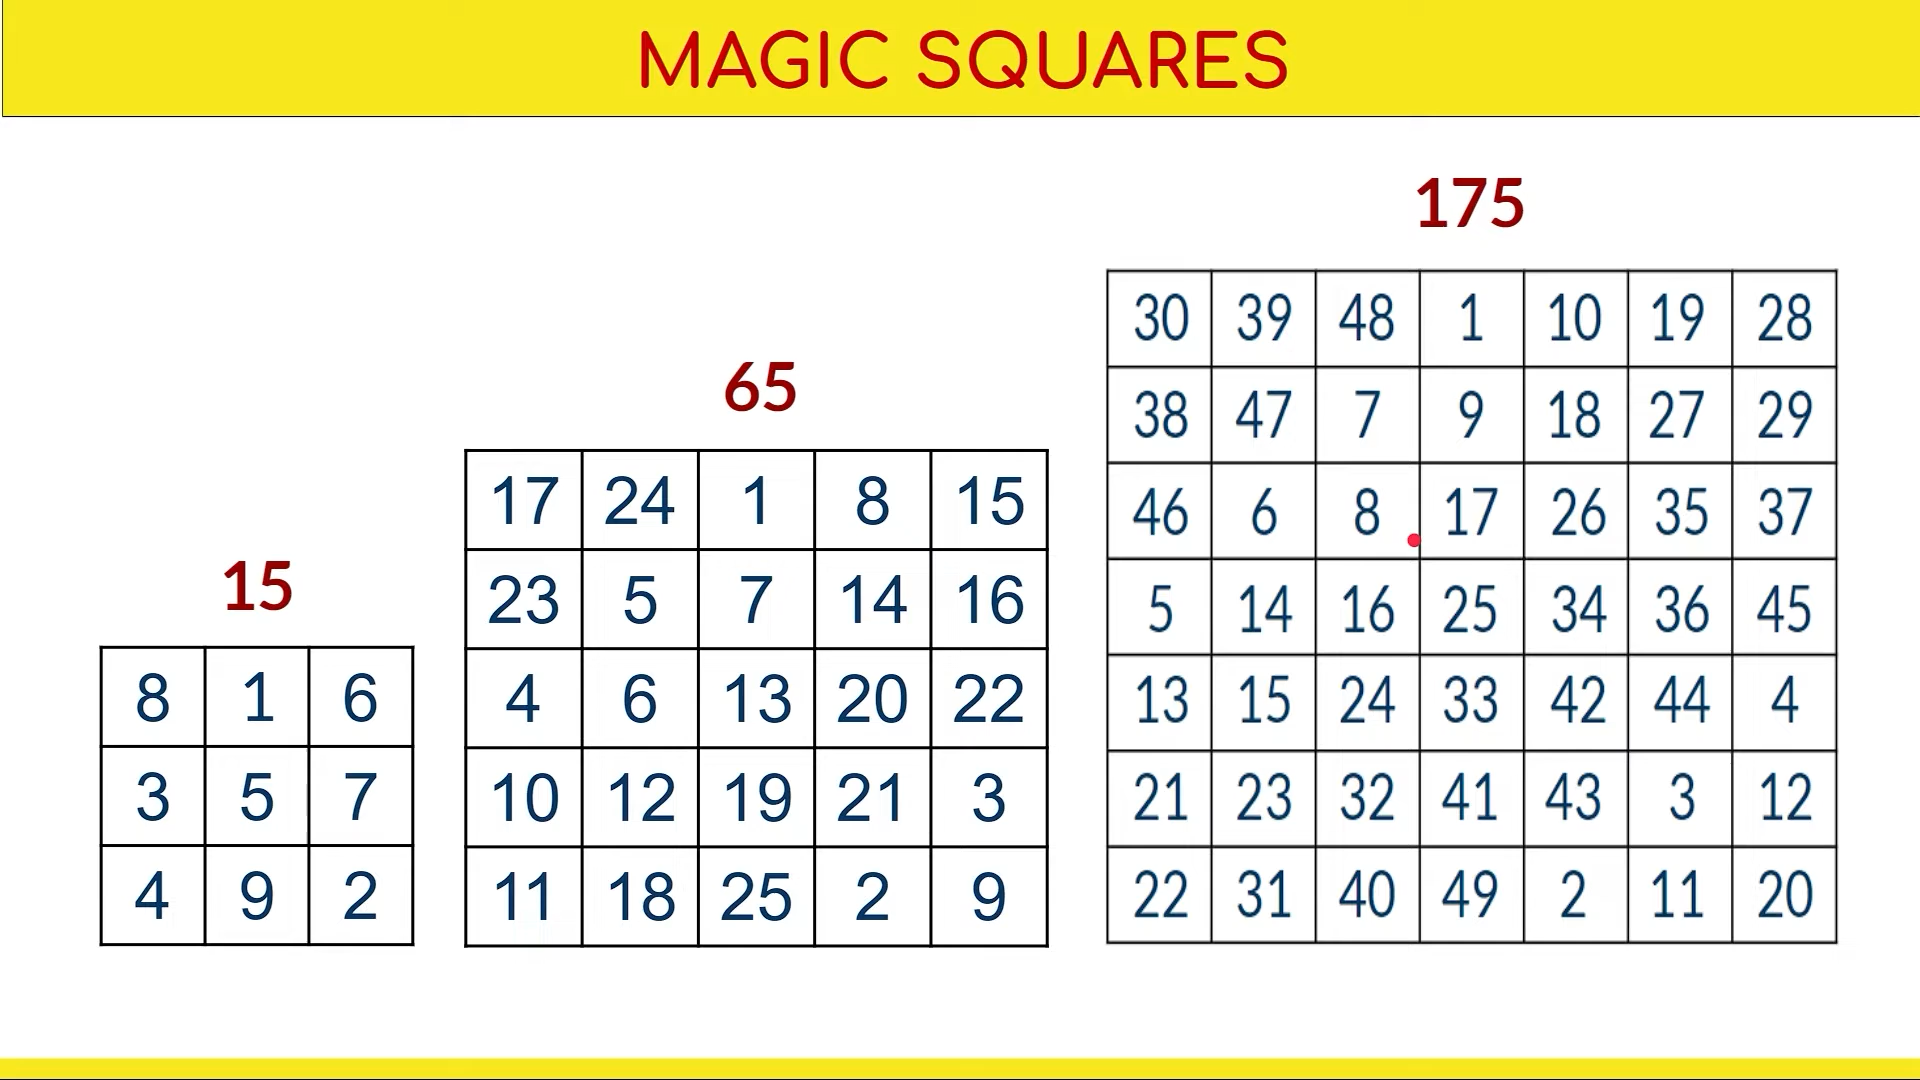 MAGIC SQUARES
15
8 1 6
3 5 7
4 9 2
65
17 24 1 8 15
23 5 7 14 16
4 6 13 20 22
10 12 19 21 3
11 18 25 2 9
175
30 39 48 1 10 19 28
38 47 7 9 18 27 29
46 6 8 17 26 35 37
5 14 16 25 34 36 45
13 15 24 33 42 44 4
21 23 32 41 43 3 12
22 31 40 49 2 11 20